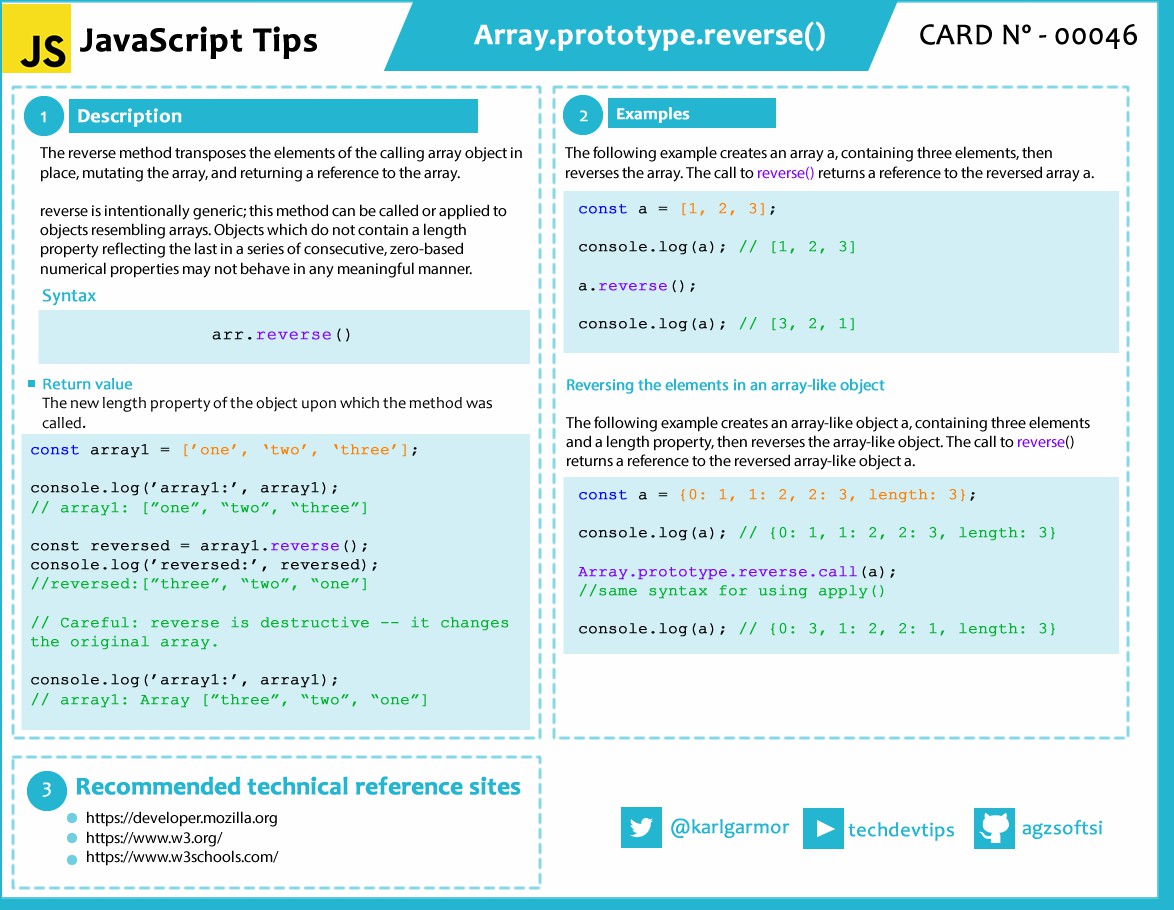 JS JavaScript Tips
Array.prototype.reverse()
CARD Nº - 00046
1 Description
The reverse method transposes the elements of the calling array object in
place, mutating the array, and returning a reference to the array.
reverse is intentionally generic; this method can be called or applied to
objects resembling arrays. Objects which do not contain a length
property reflecting the last in a series of consecutive, zero-based
numerical properties may not behave in any meaningful manner.
Syntax
arr.reverse()
Return value
The new length property of the object upon which the method was
called.
const array1 = [’one’, ‘two’, ‘three’];
console.log(’array1:’, array1);
// array1: [”one”, “two”, “three”]
const reversed = array1.reverse();
console.log(’reversed:’, reversed);
//reversed:[”three”, “two”, “one”]
// Careful: reverse is destructive -- it changes
the original array.
console.log(’array1:’, array1);
// array1: Array [”three”, “two”, “one”]
2 Examples
The following example creates an array a, containing three elements, then
reverses the array. The call to reverse() returns a reference to the reversed array a.
const a = [1, 2, 3];
console.log(a); // [1, 2, 3]
a.reverse();
console.log(a); // [3, 2, 1]
Reversing the elements in an array-like object
The following example creates an array-like object a, containing three elements
and a length property, then reverses the array-like object. The call to reverse()
returns a reference to the reversed array-like object a.
const a = {0: 1, 1: 2, 2: 3, length: 3};
console.log(a); // {0: 1, 1: 2, 2: 3, length: 3}
Array.prototype.reverse.call(a);
//same syntax for using apply()
console.log(a); // {0: 3, 1: 2, 2: 1, length: 3}
3 Recommended technical reference sites
https://developer.mozilla.org
https://www.w3.org/
https://www.w3schools.com/
@karlgarmor
techdevtips
agzsoftsi